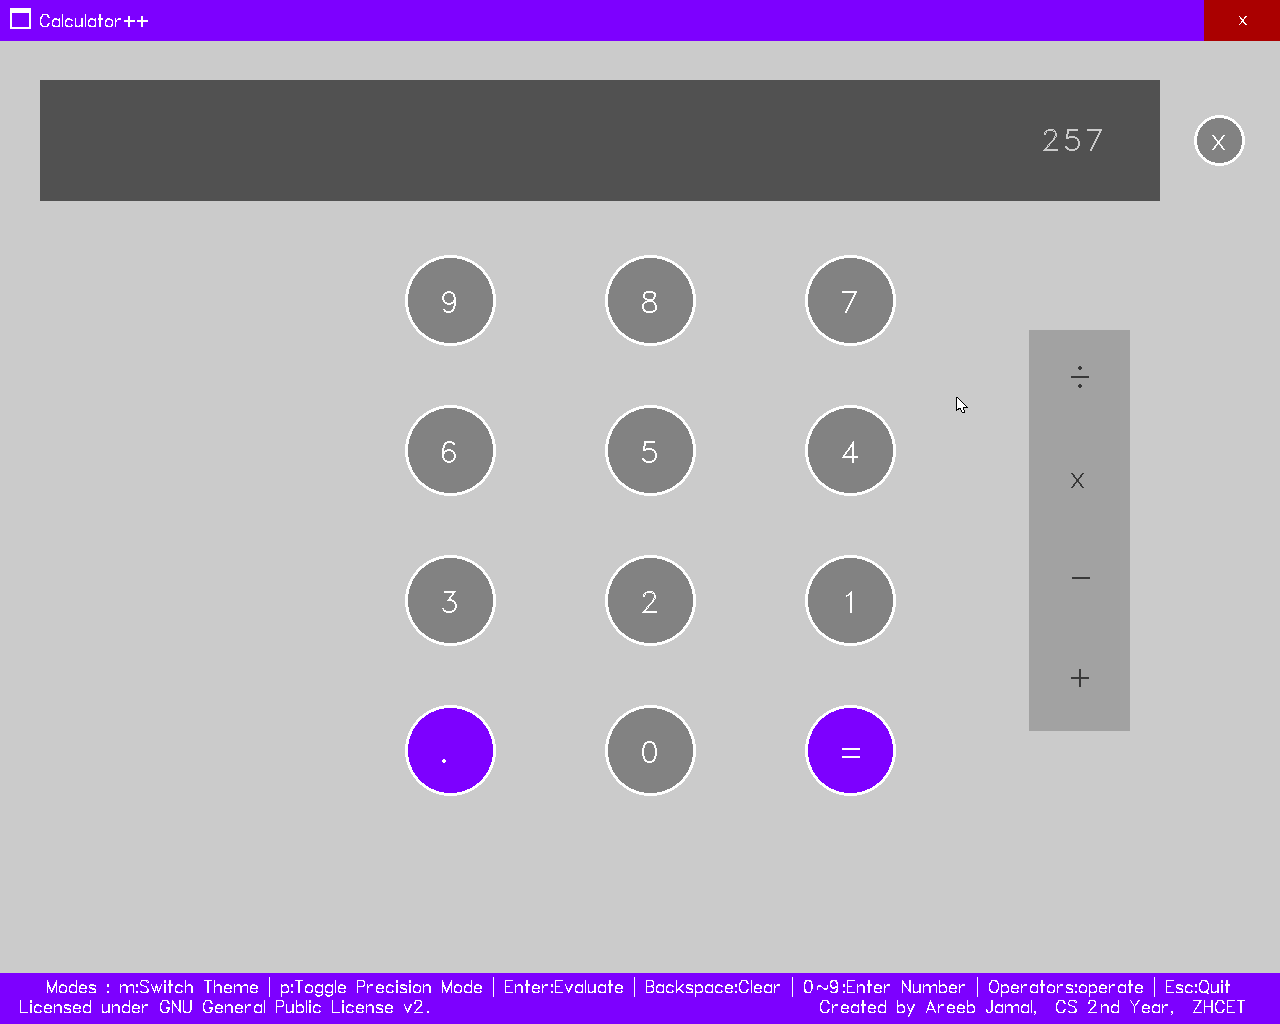 Calculator++ x
257 x
9 8 7
÷
6 5 4
x
−
3 2 1
+
. 0 =
Modes : m:Switch Theme | p:Toggle Precision Mode | Enter:Evaluate | Backspace:Clear | 0~9:Enter Number | Operators:operate | Esc:Quit
Licensed under GNU General Public License v2. Created by Areeb Jamal, CS 2nd Year, ZHCET